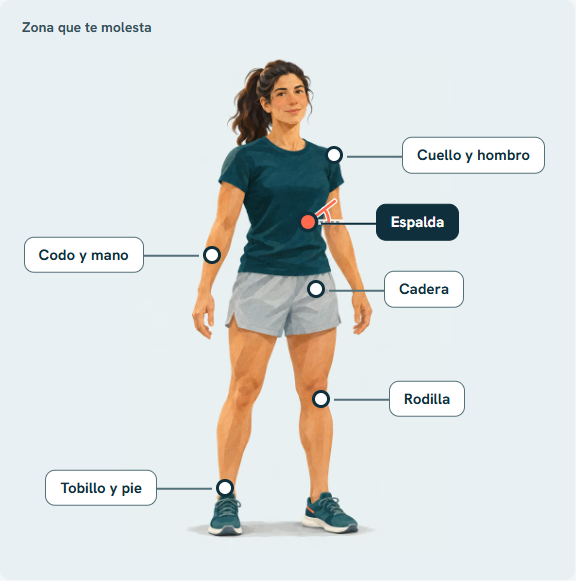 Zona que te molesta
Cuello y hombro
Espalda
Codo y mano
Cadera
Rodilla
Tobillo y pie